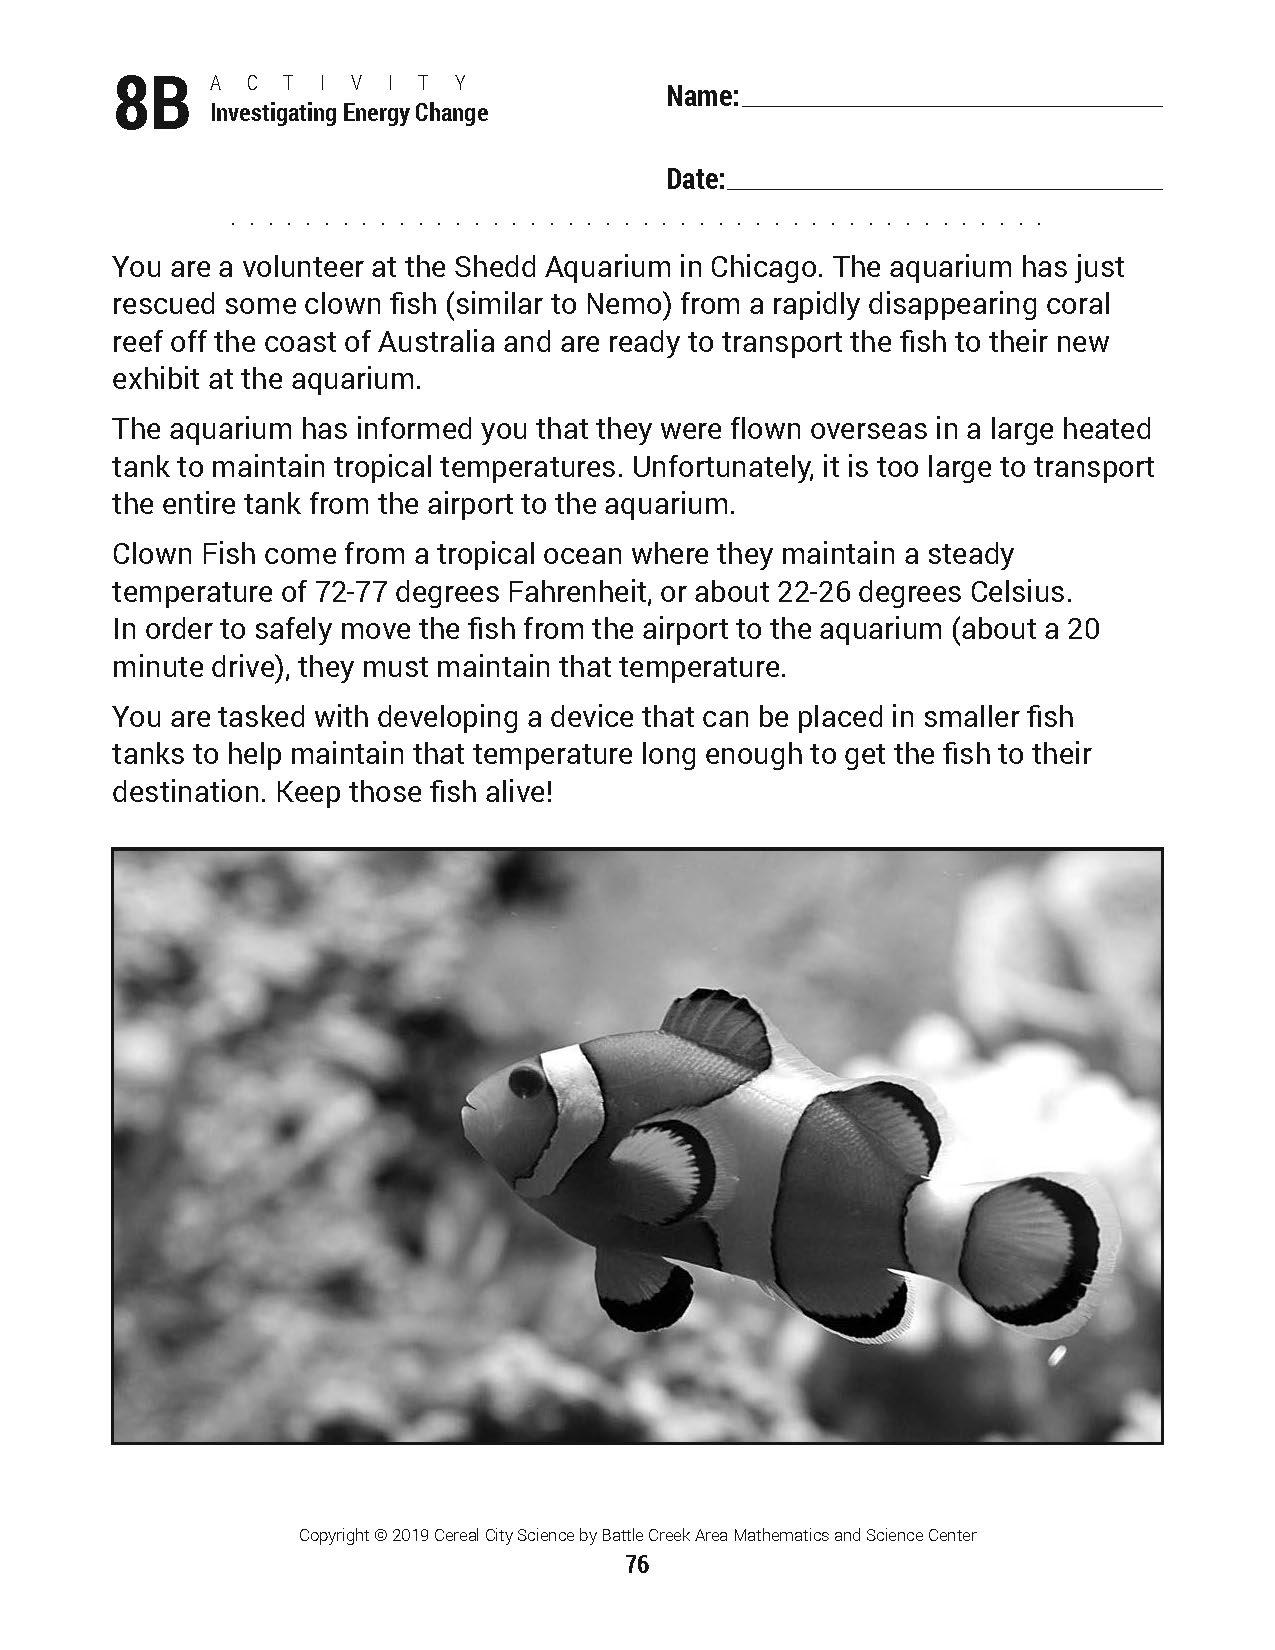 8B
A C T I V I T Y
Investigating Energy Change
Name:
Date:
You are a volunteer at the Shedd Aquarium in Chicago. The aquarium has just
rescued some clown fish (similar to Nemo) from a rapidly disappearing coral
reef off the coast of Australia and are ready to transport the fish to their new
exhibit at the aquarium.
The aquarium has informed you that they were flown overseas in a large heated
tank to maintain tropical temperatures. Unfortunately, it is too large to transport
the entire tank from the airport to the aquarium.
Clown Fish come from a tropical ocean where they maintain a steady
temperature of 72-77 degrees Fahrenheit, or about 22-26 degrees Celsius.
In order to safely move the fish from the airport to the aquarium (about a 20
minute drive), they must maintain that temperature.
You are tasked with developing a device that can be placed in smaller fish
tanks to help maintain that temperature long enough to get the fish to their
destination. Keep those fish alive!
Copyright © 2019 Cereal City Science by Battle Creek Area Mathematics and Science Center
76